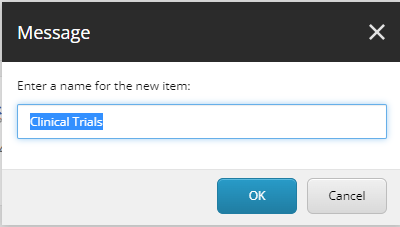 Message
Enter a name for the new item:
Clinical Trials
OK
Cancel